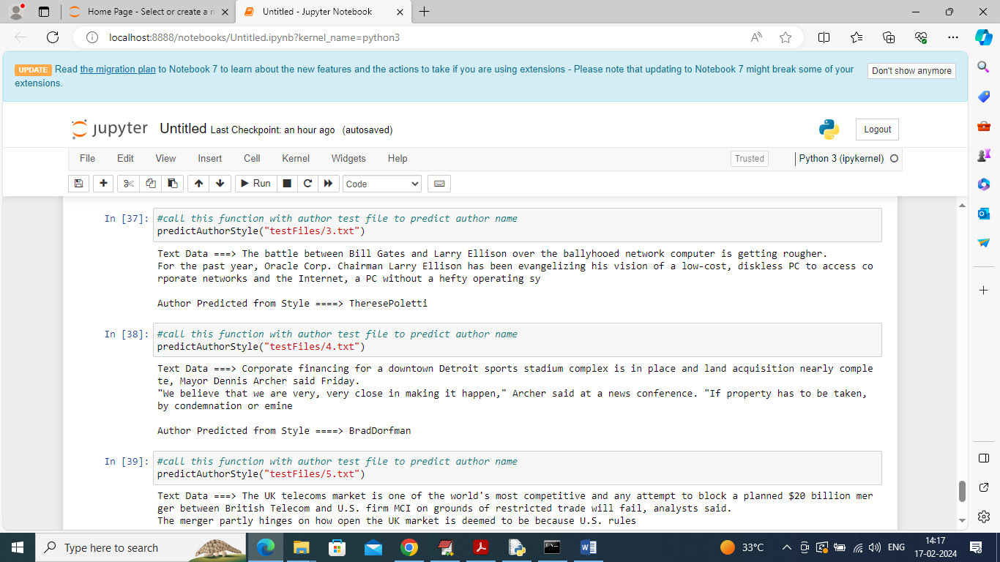 Home Page - Select or create a n
Untitled - Jupyter Notebook
localhost:8888/notebooks/Untitled.ipynb?kernel_name=python3
UPDATE Read the migration plan to Notebook 7 to learn about the new features and the actions to take if you are using extensions - Please note that updating to Notebook 7 might break some of your
extensions.
Don't show anymore
jupyter Untitled Last Checkpoint: an hour ago (autosaved)
Logout
File Edit View Insert Cell Kernel Widgets Help
Trusted
Python 3 (ipykernel)
Run
Code
In [37]: #call this function with author test file to predict author name
predictAuthorStyle("testFiles/3.txt")
Text Data ===> The battle between Bill Gates and Larry Ellison over the ballyhooed network computer is getting rougher.
For the past year, Oracle Corp. Chairman Larry Ellison has been evangelizing his vision of a low-cost, diskless PC to access co
rporate networks and the Internet, a PC without a hefty operating sy
Author Predicted from Style ====> TheresePoletti
In [38]: #call this function with author test file to predict author name
predictAuthorStyle("testFiles/4.txt")
Text Data ===> Corporate financing for a downtown Detroit sports stadium complex is in place and land acquisition nearly comple
te, Mayor Dennis Archer said Friday.
"We believe that we are very, very close in making it happen," Archer said at a news conference. "If property has to be taken,
by condemnation or emine
Author Predicted from Style ====> BradDorfman
In [39]: #call this function with author test file to predict author name
predictAuthorStyle("testFiles/5.txt")
Text Data ===> The UK telecoms market is one of the world's most competitive and any attempt to block a planned $20 billion mer
ger between British Telecom and U.S. firm MCI on grounds of restricted trade will fail, analysts said.
The merger partly hinges on how open the UK market is deemed to be because U.S. rules
Type here to search
33°C
ENG
14:17
17-02-2024